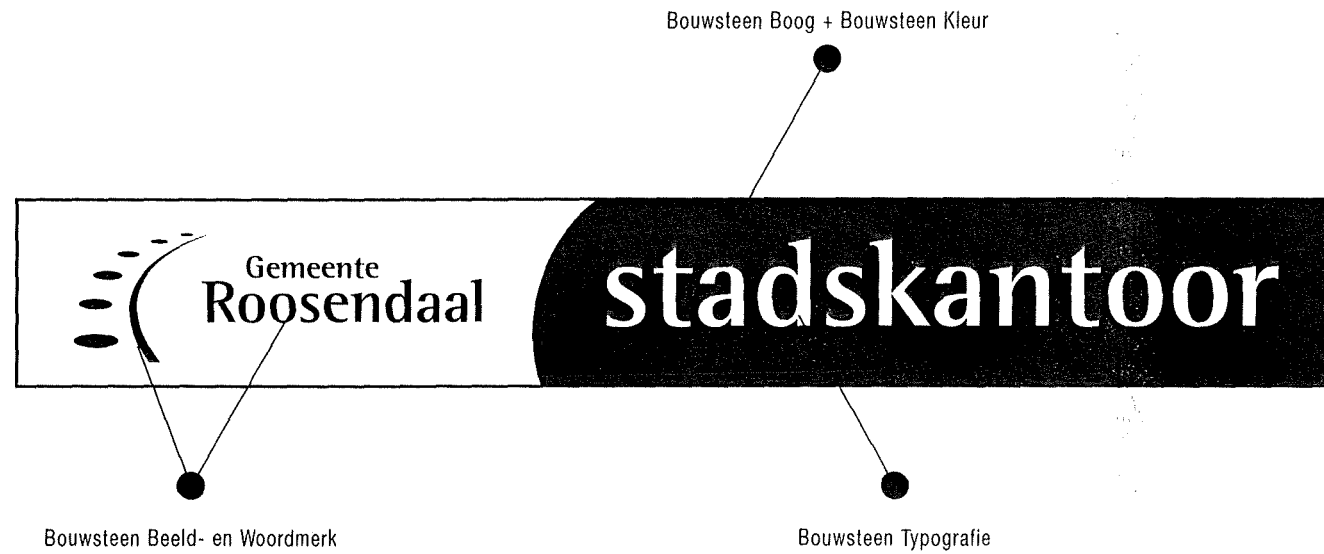 Bouwsteen Boog + Bouwsteen Kleur
Gemeente
Roosendaal
stadskantoor
Bouwsteen Beeld- en Woordmerk
Bouwsteen Typografie